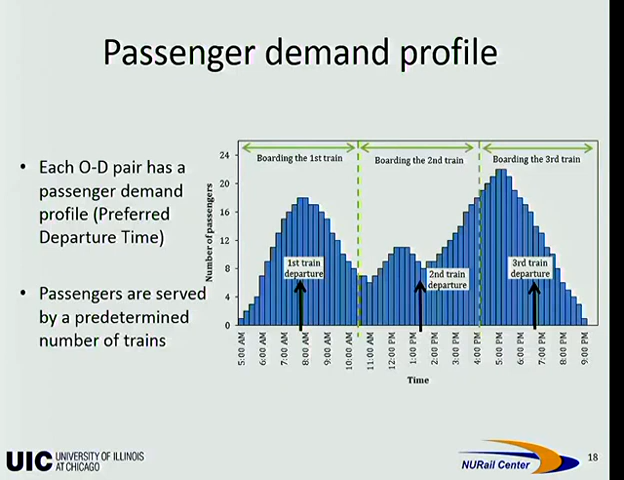 Passenger demand profile
• Each O-D pair has a
passenger demand
profile (Preferred
Departure Time)
• Passengers are served
by a predetermined
number of trains
Boarding the 1st train
Boarding the 2nd train
Boarding the 3rd train
Number of passengers
24
20
16
12
8
4
0
1st train
departure
2nd train
departure
3rd train
departure
5:00 AM
6:00 AM
7:00 AM
8:00 AM
9:00 AM
10:00 AM
11:00 AM
12:00 PM
1:00 PM
2:00 PM
3:00 PM
4:00 PM
5:00 PM
6:00 PM
7:00 PM
8:00 PM
9:00 PM
Time
UIC UNIVERSITY OF ILLINOIS
AT CHICAGO
NURail Center
18